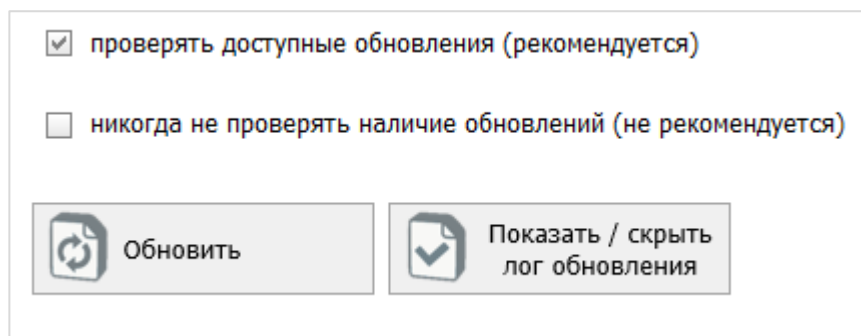 проверять доступные обновления (рекомендуется)
никогда не проверять наличие обновлений (не рекомендуется)
Обновить
Показать / скрыть
лог обновления